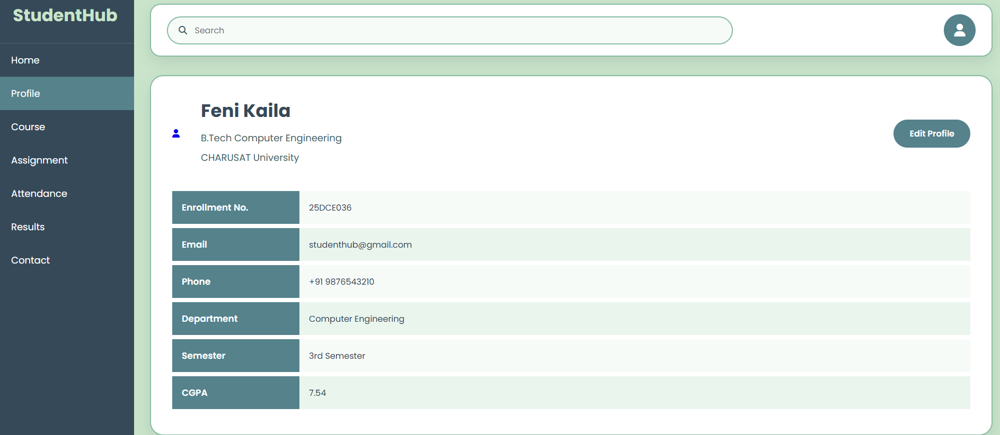 StudentHub
Home
Profile
Course
Assignment
Attendance
Results
Contact
Search
Feni Kaila
B.Tech Computer Engineering
CHARUSAT University
Edit Profile
Enrollment No. 25DCE036
Email studenthub@gmail.com
Phone +91 9876543210
Department Computer Engineering
Semester 3rd Semester
CGPA 7.54